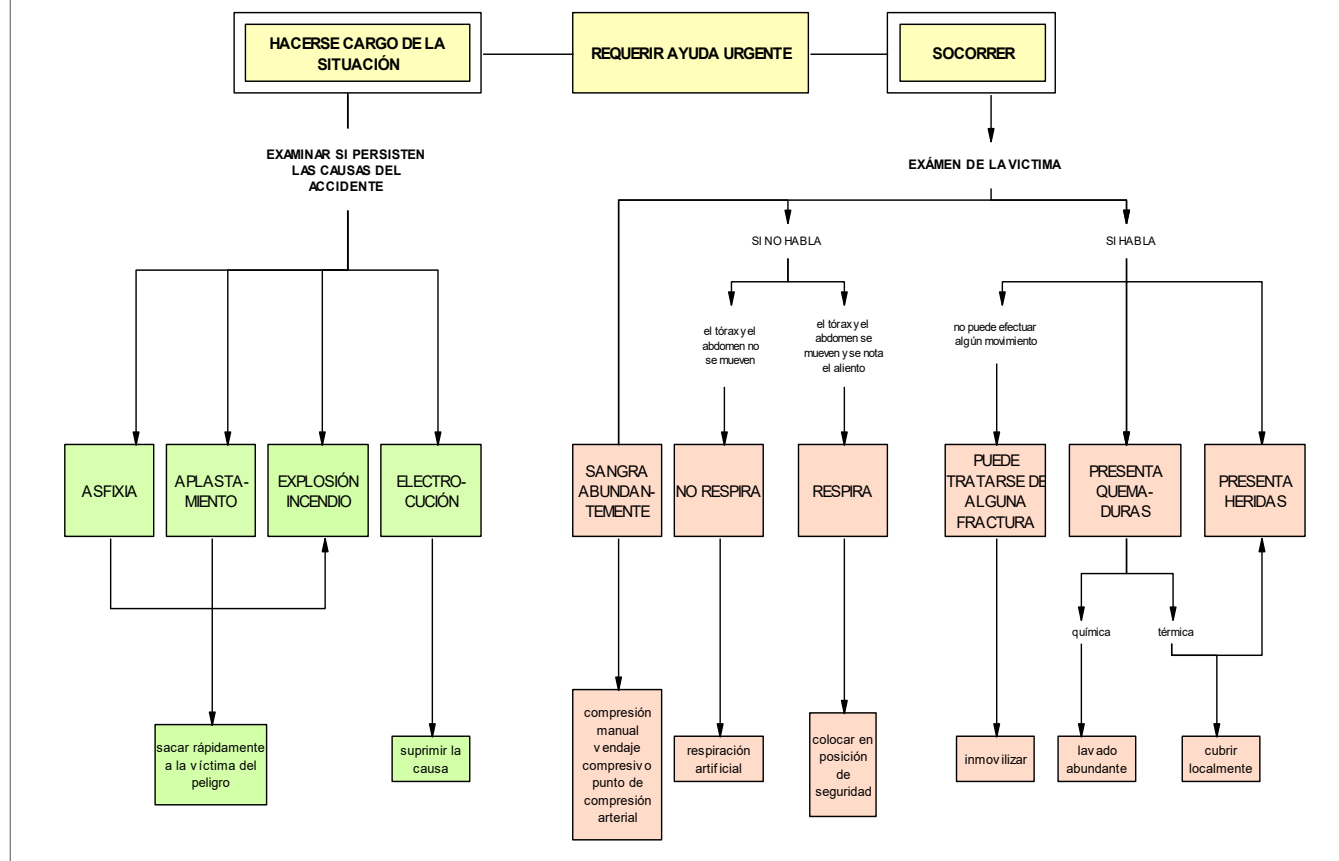 HACERSE CARGO DE LA
SITUACIÓN
REQUERIR AYUDA URGENTE
SOCORRER
EXAMINAR SI PERSISTEN
LAS CAUSAS DEL
ACCIDENTE
EXÁMEN DE LA VICTIMA
SI NO HABLA
SI HABLA
el tórax y el
abdomen no
se mueven
el tórax y el
abdomen se
mueven y se nota
el aliento
no puede efectuar
algún movimiento
ASFIXIA
APLASTA-
MIENTO
EXPLOSIÓN
INCENDIO
ELECTRO-
CUCIÓN
SANGRA
ABUNDAN-
TEMENTE
NO RESPIRA
RESPIRA
PUEDE
TRATARSE DE
ALGUNA
FRACTURA
PRESENTA
QUEMA-
DURAS
PRESENTA
HERIDAS
química
térmica
sacar rápidamente
a la víctima del
peligro
suprimir la
causa
compresión
manual
vendaje
compresivo
punto de
compresión
arterial
respiración
artificial
colocar en
posición
de
seguridad
inmovilizar
lavado
abundante
cubrir
localmente